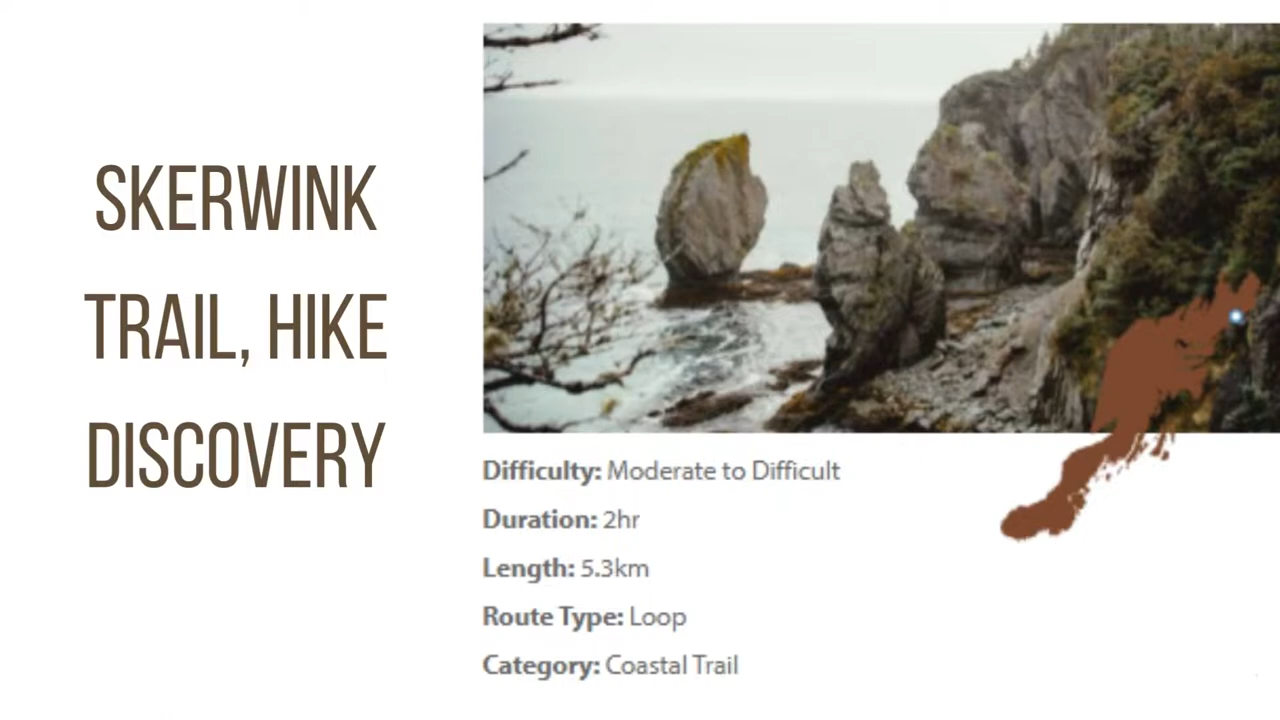 SKERWINK
TRAIL, HIKE
DISCOVERY
Difficulty: Moderate to Difficult
Duration: 2hr
Length: 5.3km
Route Type: Loop
Category: Coastal Trail